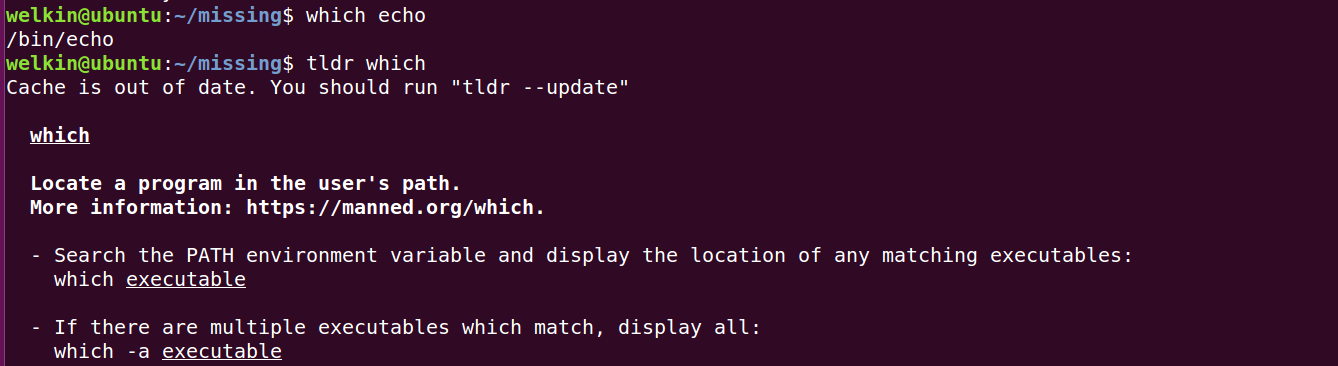 welkin@ubuntu:~/missing$ which echo
/bin/echo
welkin@ubuntu:~/missing$ tldr which
Cache is out of date. You should run "tldr --update"
which
Locate a program in the user's path.
More information: https://manned.org/which.
- Search the PATH environment variable and display the location of any matching executables:
which executable
- If there are multiple executables which match, display all:
which -a executable